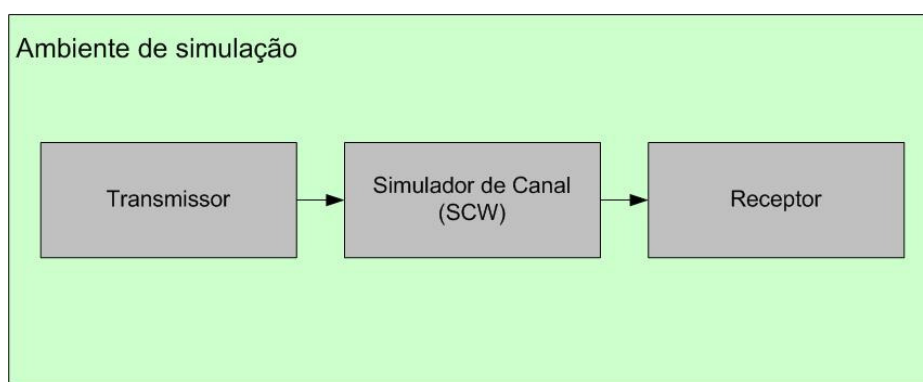 Ambiente de simulação
Transmissor
Simulador de Canal
(SCW)
Receptor